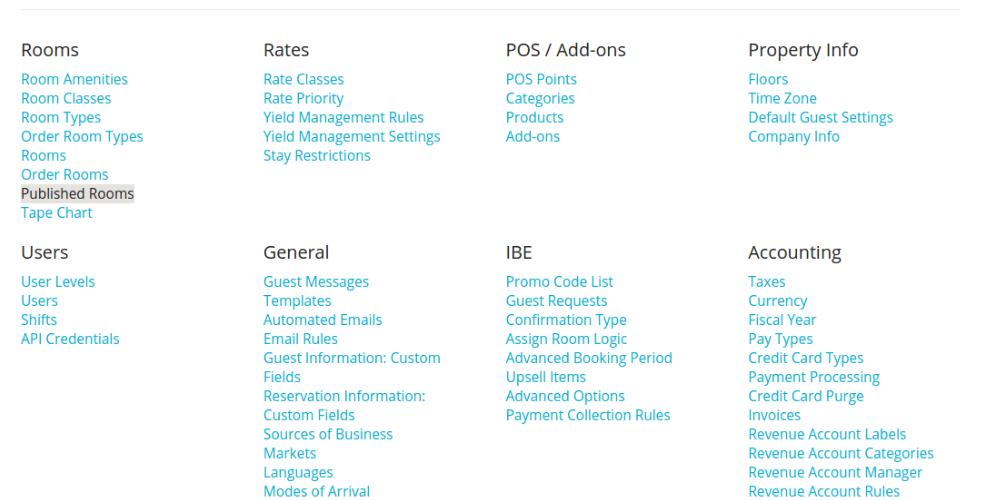 Rooms
Room Amenities
Room Classes
Room Types
Order Room Types
Rooms
Order Rooms
Published Rooms
Tape Chart
Rates
Rate Classes
Rate Priority
Yield Management Rules
Yield Management Settings
Stay Restrictions
POS / Add-ons
POS Points
Categories
Products
Add-ons
Property Info
Floors
Time Zone
Default Guest Settings
Company Info
Users
User Levels
Users
Shifts
API Credentials
General
Guest Messages
Templates
Automated Emails
Email Rules
Guest Information: Custom
Fields
Reservation Information:
Custom Fields
Sources of Business
Markets
Languages
Modes of Arrival
IBE
Promo Code List
Guest Requests
Confirmation Type
Assign Room Logic
Advanced Booking Period
Upsell Items
Advanced Options
Payment Collection Rules
Accounting
Taxes
Currency
Fiscal Year
Pay Types
Credit Card Types
Payment Processing
Credit Card Purge
Invoices
Revenue Account Labels
Revenue Account Categories
Revenue Account Manager
Revenue Account Rules